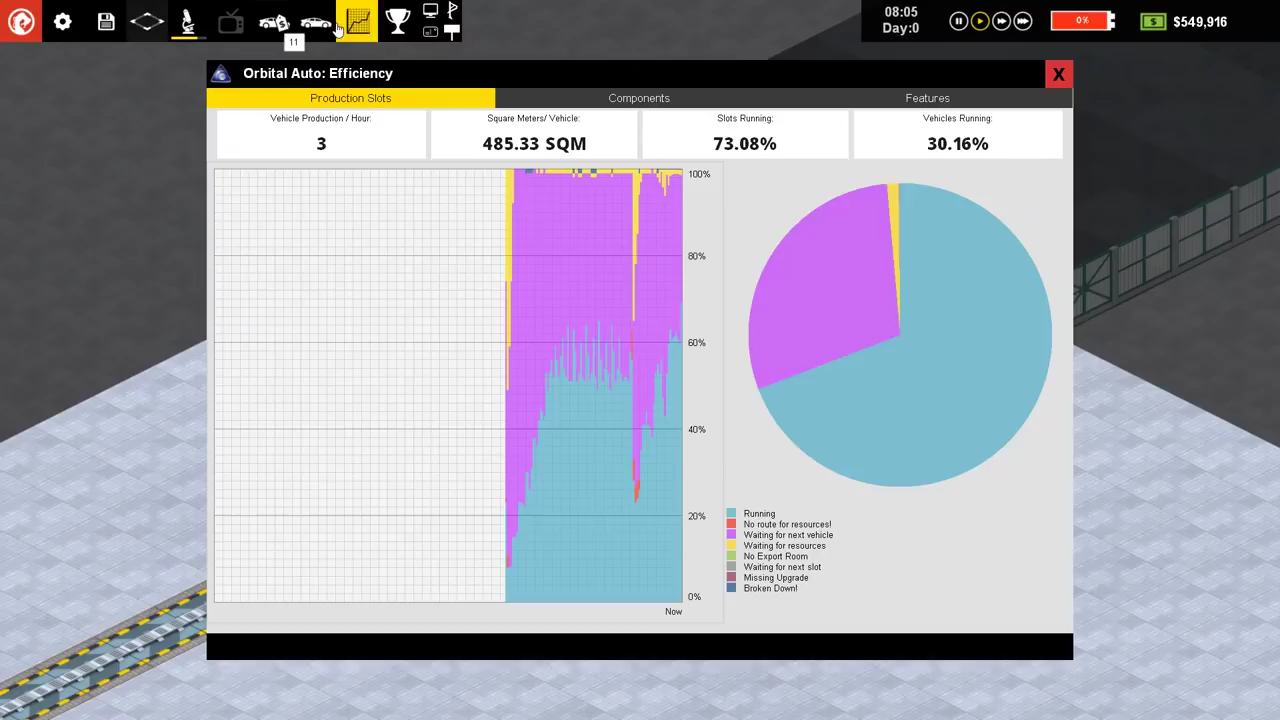 08:05
Day:0
0%
$
$549,916
11
Orbital Auto: Efficiency
X
Production Slots
Components
Features
Vehicle Production / Hour:
3
Square Meters/ Vehicle:
485.33 SQM
Slots Running:
73.08%
Vehicles Running:
30.16%
100%
80%
60%
40%
20%
0%
Now
Running
No route for resources!
Waiting for next vehicle
Waiting for resources
No Export Room
Waiting for next slot
Missing Upgrade
Broken Down!